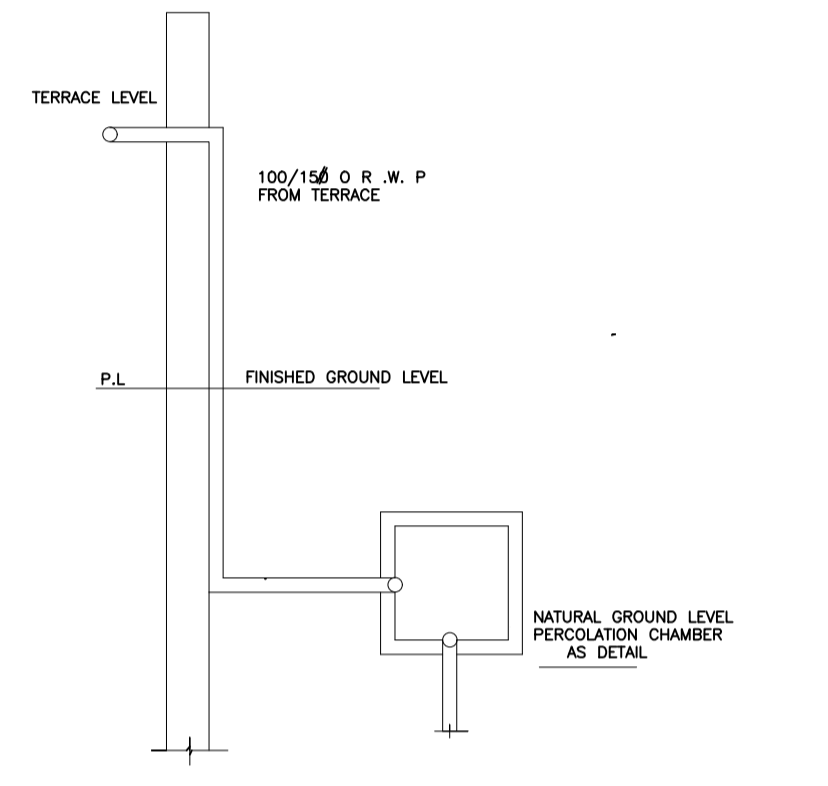 TERRACE LEVEL
100/150 O R .W. P
FROM TERRACE
P.L
FINISHED GROUND LEVEL
NATURAL GROUND LEVEL
PERCOLATION CHAMBER
AS DETAIL